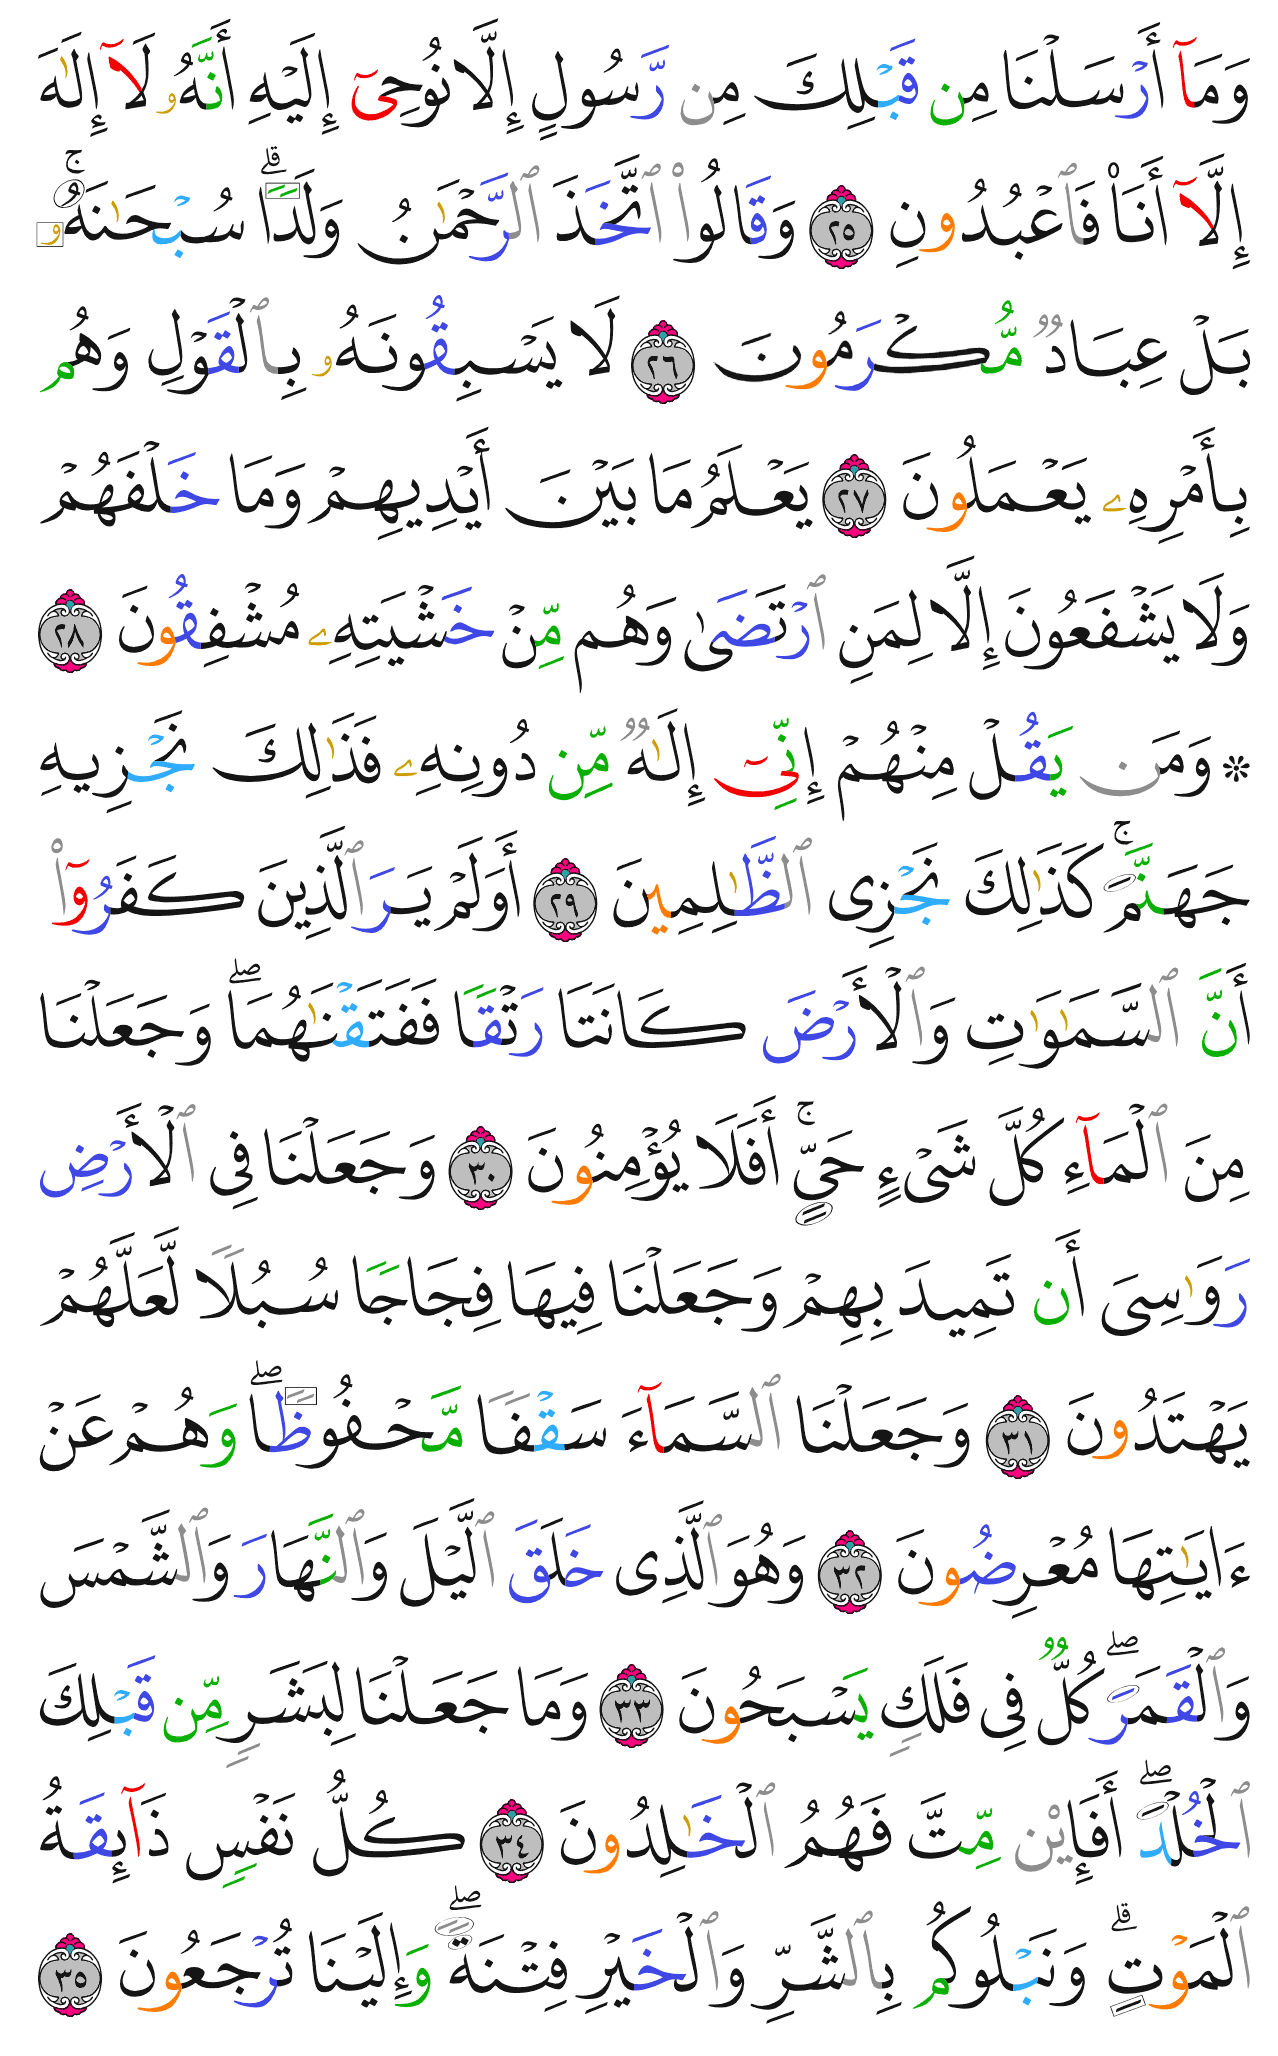 وَمَآ أَرۡسَلۡنَا مِن قَبۡلِكَ مِن رَّسُولٍ إِلَّا نُوحِىٓ إِلَيۡهِ أَنَّهُۥ لَآ إِلَٰهَ
إِلَّآ أَنَا۠ فَٱعۡبُدُونِ ٢٥ وَقَالُوا۟ ٱتَّخَذَ ٱلرَّحۡمَٰنُ وَلَدًاۗ سُبۡحَٰنَهُۥۚ
بَلۡ عِبَادٌ مُّكۡرَمُونَ ٢٦ لَا يَسۡبِقُونَهُۥ بِٱلۡقَوۡلِ وَهُم
بِأَمۡرِهِۦ يَعۡمَلُونَ ٢٧ يَعۡلَمُ مَا بَيۡنَ أَيۡدِيهِمۡ وَمَا خَلۡفَهُمۡ
وَلَا يَشۡفَعُونَ إِلَّا لِمَنِ ٱرۡتَضَىٰ وَهُم مِّنۡ خَشۡيَتِهِۦ مُشۡفِقُونَ ٢٨
۞ وَمَن يَقُلۡ مِنۡهُمۡ إِنِّىٓ إِلَٰهٌ مِّن دُونِهِۦ فَذَٰلِكَ نَجۡزِيهِ
جَهَنَّمَۚ كَذَٰلِكَ نَجۡزِى ٱلظَّٰلِمِينَ ٢٩ أَوَلَمۡ يَرَ ٱلَّذِينَ كَفَرُوٓا۟
أَنَّ ٱلسَّمَٰوَٰتِ وَٱلۡأَرۡضَ كَانَتَا رَتۡقًا فَفَتَقۡنَٰهُمَاۖ وَجَعَلۡنَا
مِنَ ٱلۡمَآءِ كُلَّ شَىۡءٍ حَىٍّۚ أَفَلَا يُؤۡمِنُونَ ٣٠ وَجَعَلۡنَا فِى ٱلۡأَرۡضِ
رَوَٰسِىَ أَن تَمِيدَ بِهِمۡ وَجَعَلۡنَا فِيهَا فِجَاجًا سُبُلًا لَّعَلَّهُمۡ
يَهۡتَدُونَ ٣١ وَجَعَلۡنَا ٱلسَّمَآءَ سَقۡفًا مَّحۡفُوظًاۖ وَهُمۡ عَنۡ
ءَايَٰتِهَا مُعۡرِضُونَ ٣٢ وَهُوَ ٱلَّذِى خَلَقَ ٱلَّيۡلَ وَٱلنَّهَارَ وَٱلشَّمۡسَ
وَٱلۡقَمَرَۖ كُلٌّ فِى فَلَكٍ يَسۡبَحُونَ ٣٣ وَمَا جَعَلۡنَا لِبَشَرٍ مِّن قَبۡلِكَ
ٱلۡخُلۡدَۖ أَفَإِي۟ن مِّتَّ فَهُمُ ٱلۡخَٰلِدُونَ ٣٤ كُلُّ نَفۡسٍ ذَآئِقَةُ
ٱلۡمَوۡتِۗ وَنَبۡلُوكُم بِٱلشَّرِّ وَٱلۡخَيۡرِ فِتۡنَةًۖ وَإِلَيۡنَا تُرۡجَعُونَ ٣٥